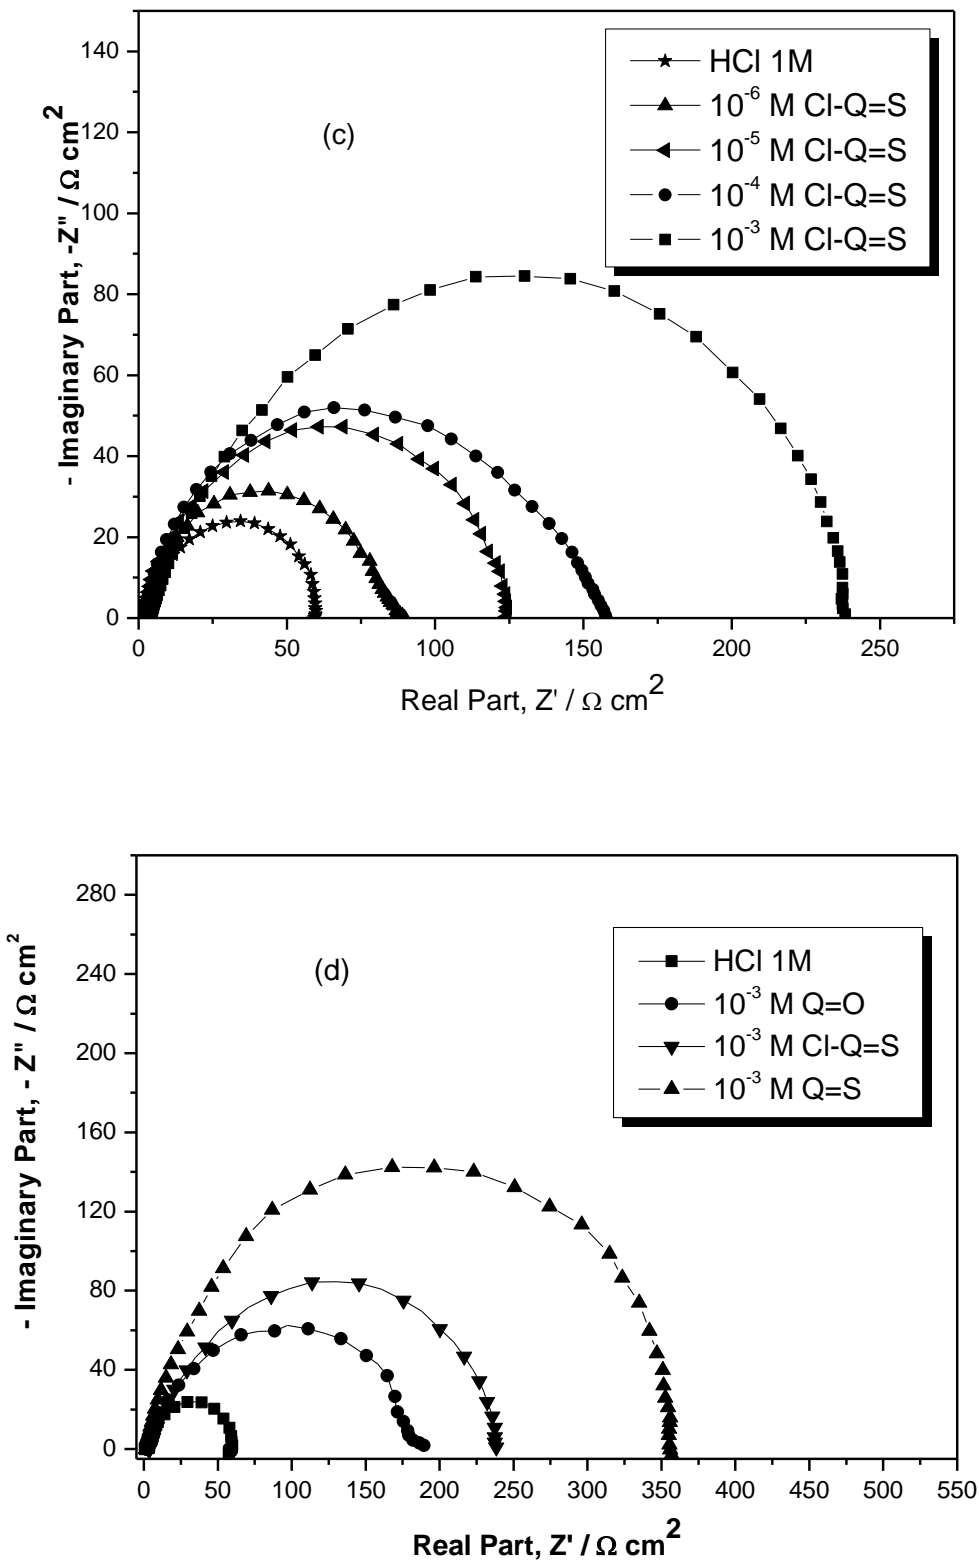 140
120
100
80
60
40
20
0
- Imaginary Part, -Z" / Ω cm²
(c)
HCl 1M
10⁻⁶ M Cl-Q=S
10⁻⁵ M Cl-Q=S
10⁻⁴ M Cl-Q=S
10⁻³ M Cl-Q=S
0 50 100 150 200 250
Real Part, Z' / Ω cm²
280
240
200
160
120
80
40
0
- Imaginary Part, - Z" / Ω cm²
(d)
HCl 1M
10⁻³ M Q=O
10⁻³ M Cl-Q=S
10⁻³ M Q=S
0 50 100 150 200 250 300 350 400 450 500 550
Real Part, Z' / Ω cm²